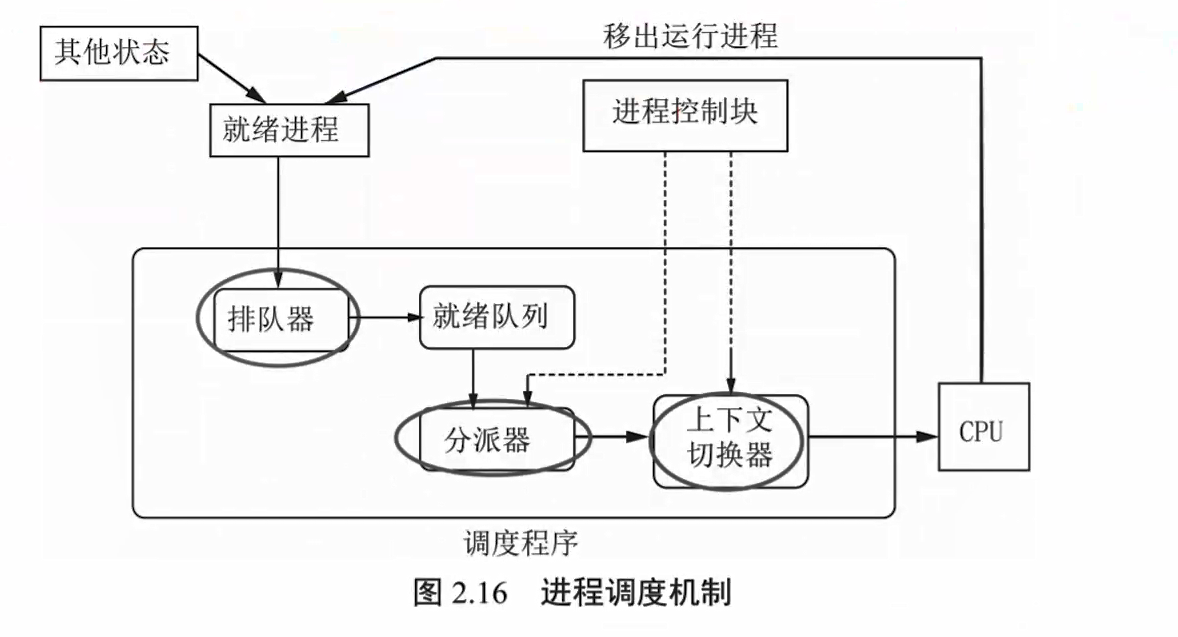 移出运行进程
其他状态
进程控制块
就绪进程
排队器
就绪队列
上下文
切换器
分派器
CPU
调度程序
图 2.16 进程调度机制